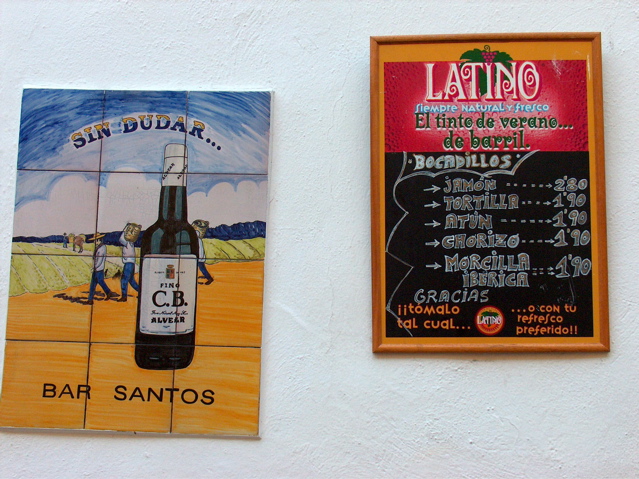 SIN DUDAR...
FINO
C.B.
ALVEAR
BAR SANTOS
LATINO
Siempre NATURAL Y fresco
El tinto de verano...
de barril.
BOCADILLOS
JAMÓN 2'80
TORTILLA 1'90
ATÚN 1'90
CHORIZO 1'90
MORCILLA IBERICA 1'90
GRACIAS
¡¡tómalo tal cual...
LATINO
...o con tu refresco preferido!!